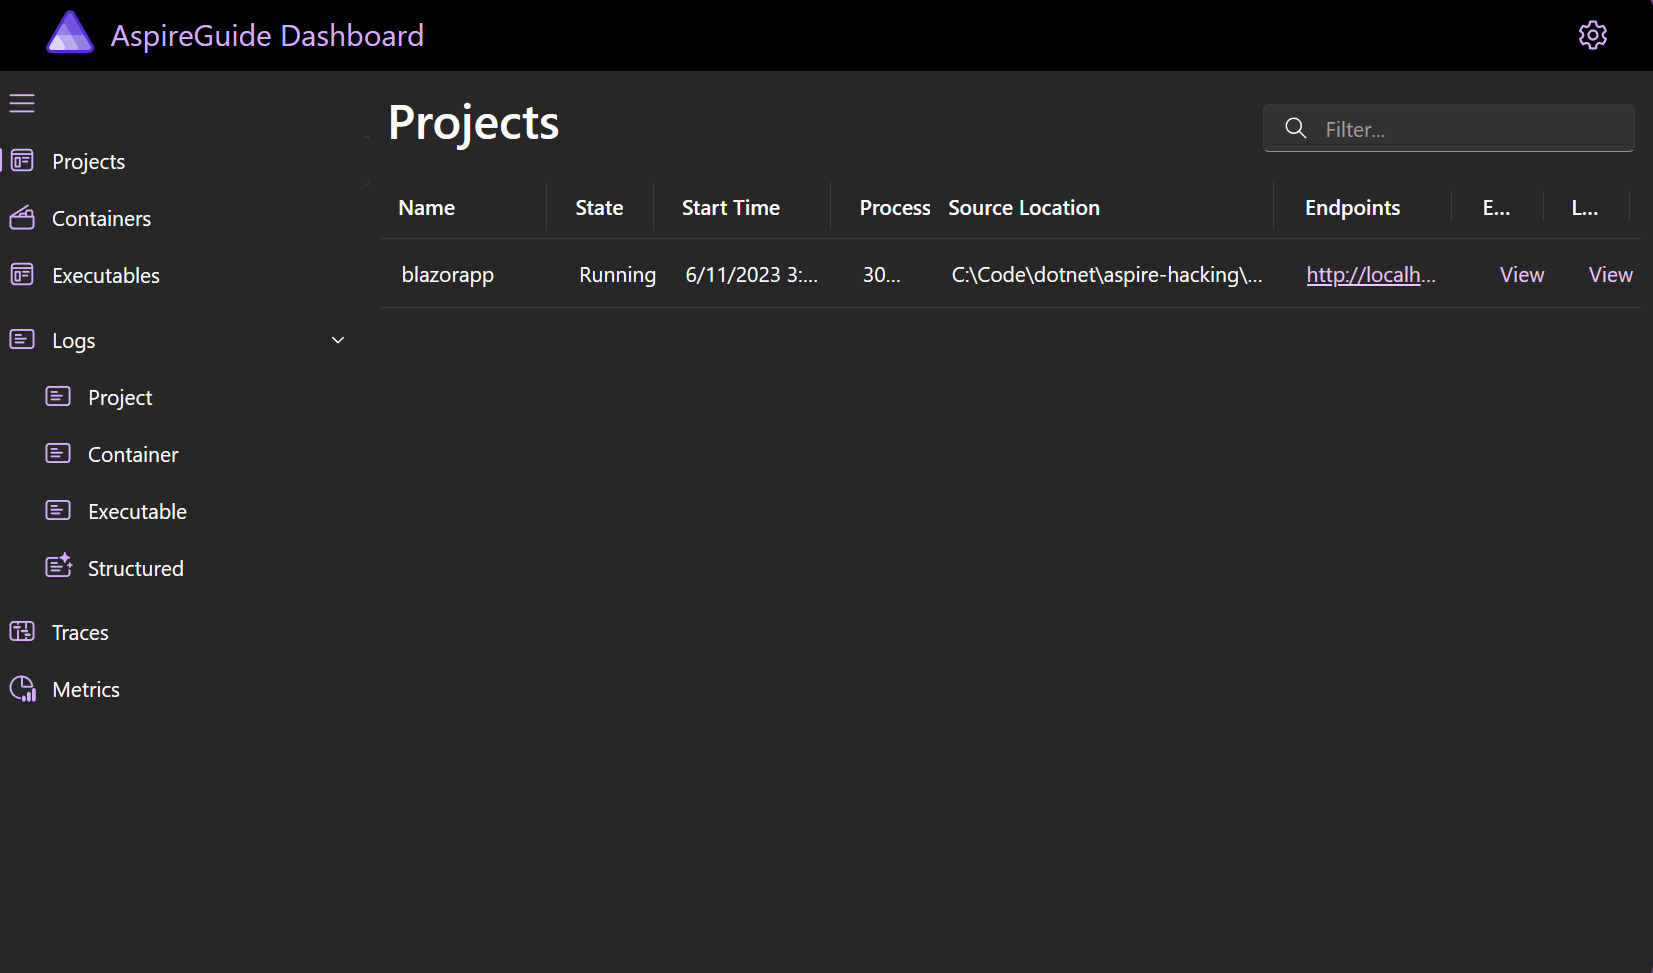 AspireGuide Dashboard
Projects
Containers
Executables
Logs
Project
Container
Executable
Structured
Traces
Metrics
Projects
Filter...
Name State Start Time Process Source Location Endpoints E... L...
blazorapp Running 6/11/2023 3:... 30... C:\Code\dotnet\aspire-hacking\... http://localh... View View